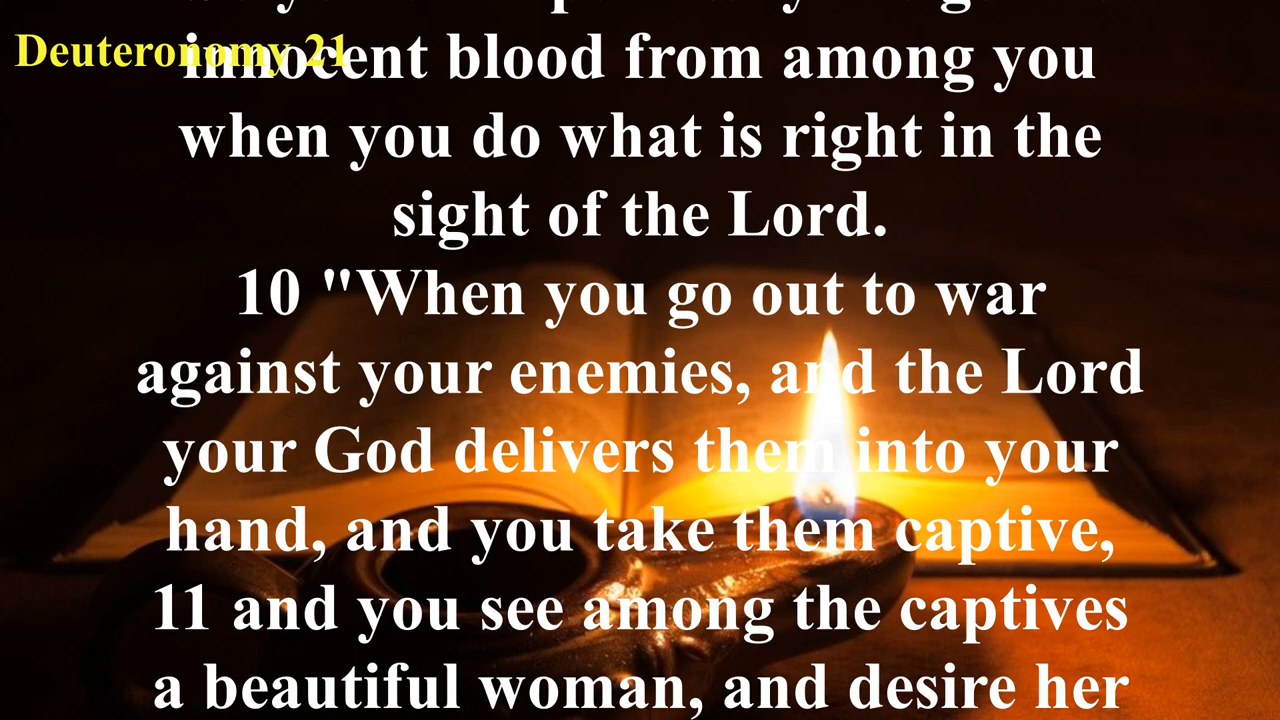 Deuteronomy 21
innocent blood from among you
when you do what is right in the
sight of the Lord.
10 "When you go out to war
against your enemies, and the Lord
your God delivers them into your
hand, and you take them captive,
11 and you see among the captives
a beautiful woman, and desire her